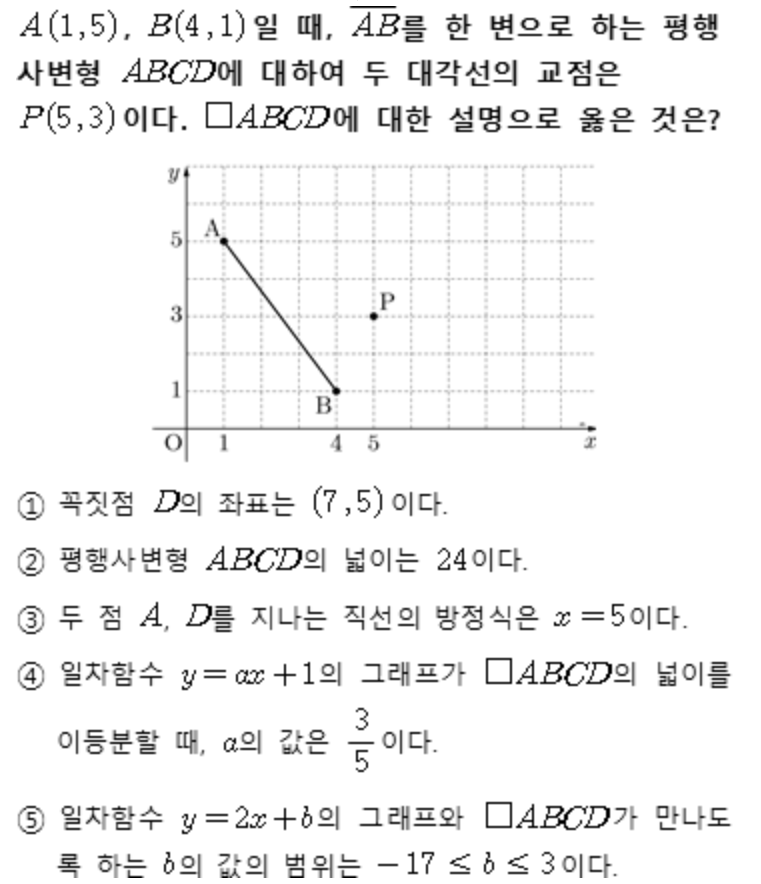 A(1,5), B(4,1)일 때, $\overline{AB}$를 한 변으로 하는 평행
사변형 ABCD에 대하여 두 대각선의 교점은
P(5,3)이다. □ABCD에 대한 설명으로 옳은 것은?
y
A
5
P
3
1
B
O 1 4 5 x
① 꼭짓점 D의 좌표는 (7,5)이다.
② 평행사변형 ABCD의 넓이는 24이다.
③ 두 점 A, D를 지나는 직선의 방정식은 x=5이다.
④ 일차함수 y=ax+1의 그래프가 □ABCD의 넓이를
이등분할 때, a의 값은 $\frac{3}{5}$이다.
⑤ 일차함수 y=2x+b의 그래프와 □ABCD가 만나도
록 하는 b의 값의 범위는 -17≤b≤3이다.